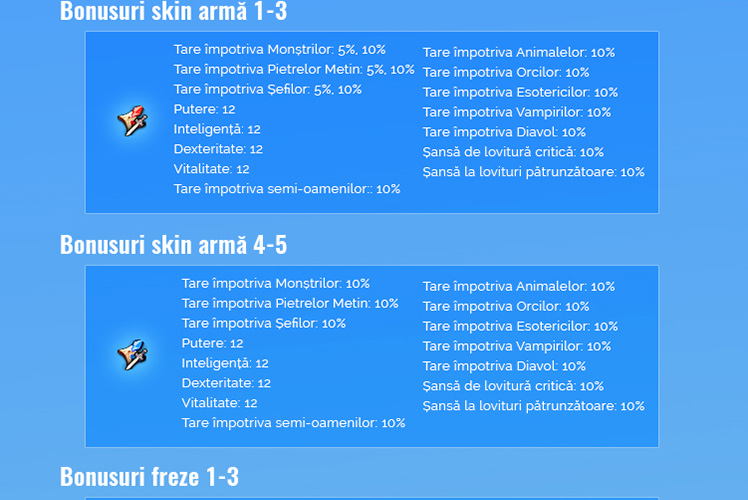 Bonusuri skin armă 1-3
Tare împotriva Monștrilor: 5%, 10%
Tare împotriva Pietrelor Metin: 5%, 10%
Tare împotriva Șefilor: 5%, 10%
Putere: 12
Inteligență: 12
Dexteritate: 12
Vitalitate: 12
Tare împotriva semi-oamenilor:: 10%
Tare împotriva Animalelor: 10%
Tare împotriva Orcilor: 10%
Tare împotriva Esotericilor: 10%
Tare împotriva Vampirilor: 10%
Tare împotriva Diavol: 10%
Șansă de lovitură critică: 10%
Șansă la lovituri pătrunzătoare: 10%
Bonusuri skin armă 4-5
Tare împotriva Monștrilor: 10%
Tare împotriva Pietrelor Metin: 10%
Tare împotriva Șefilor: 10%
Putere: 12
Inteligență: 12
Dexteritate: 12
Vitalitate: 12
Tare împotriva semi-oamenilor: 10%
Tare împotriva Animalelor: 10%
Tare împotriva Orcilor: 10%
Tare împotriva Esotericilor: 10%
Tare împotriva Vampirilor: 10%
Tare împotriva Diavol: 10%
Șansă de lovitură critică: 10%
Șansă la lovituri pătrunzătoare: 10%
Bonusuri freze 1-3